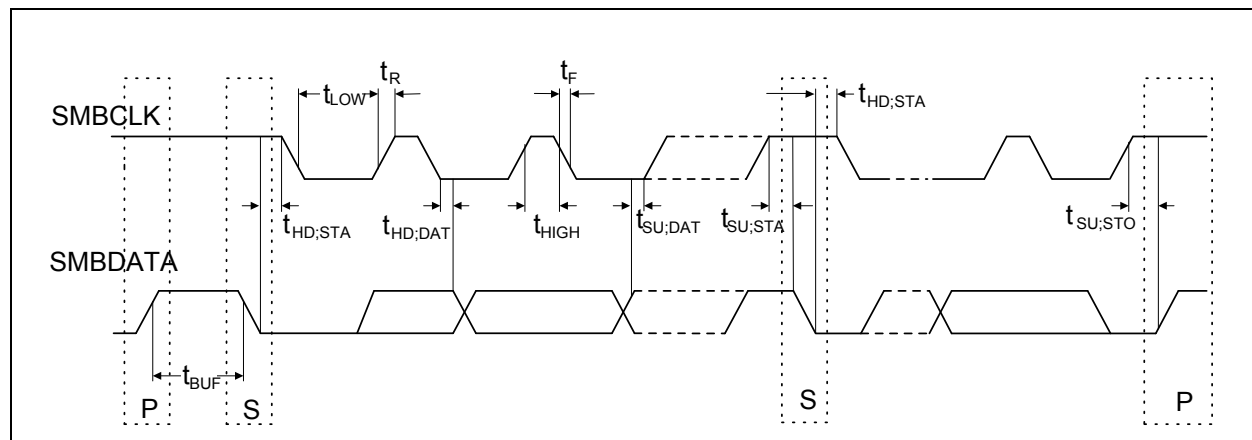 tR
tF
tLOW
tHD;STA
SMBCLK
tHD;STA
tHD;DAT
tHIGH
tSU;DAT
tSU;STA
tSU;STO
SMBDATA
tBUF
P
S
S
P